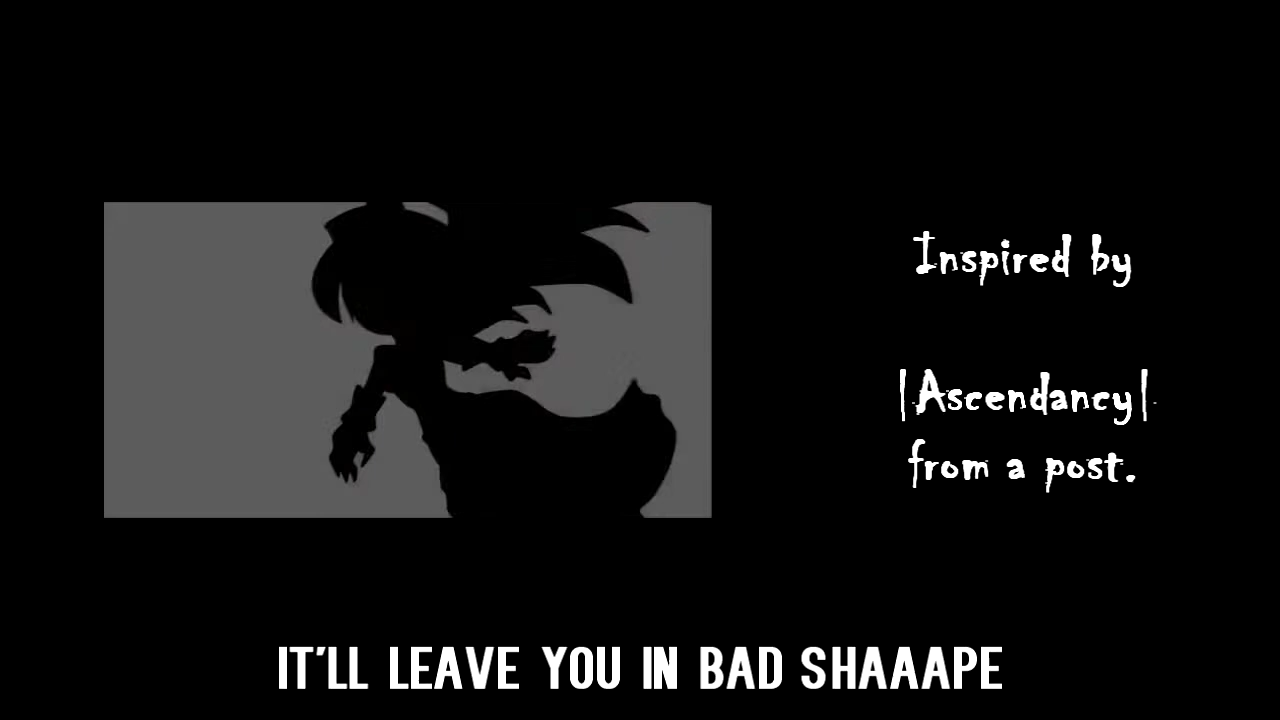 Inspired by
|Ascendancy|
from a post.
IT'LL LEAVE YOU IN BAD SHAAAPE